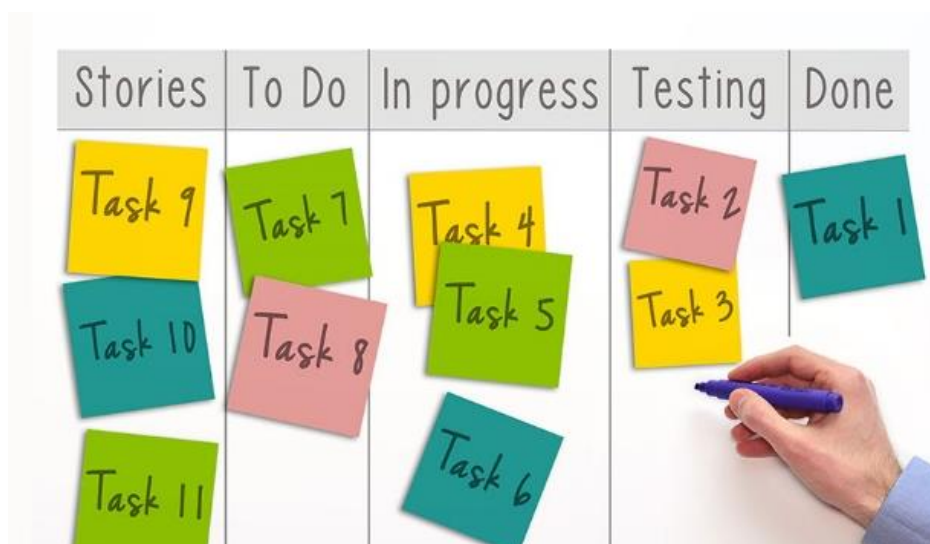 Stories To Do In progress Testing Done
Task 9
Task 10
Task 11
Task 7
Task 8
Task 4
Task 5
Task 6
Task 2
Task 3
Task 1